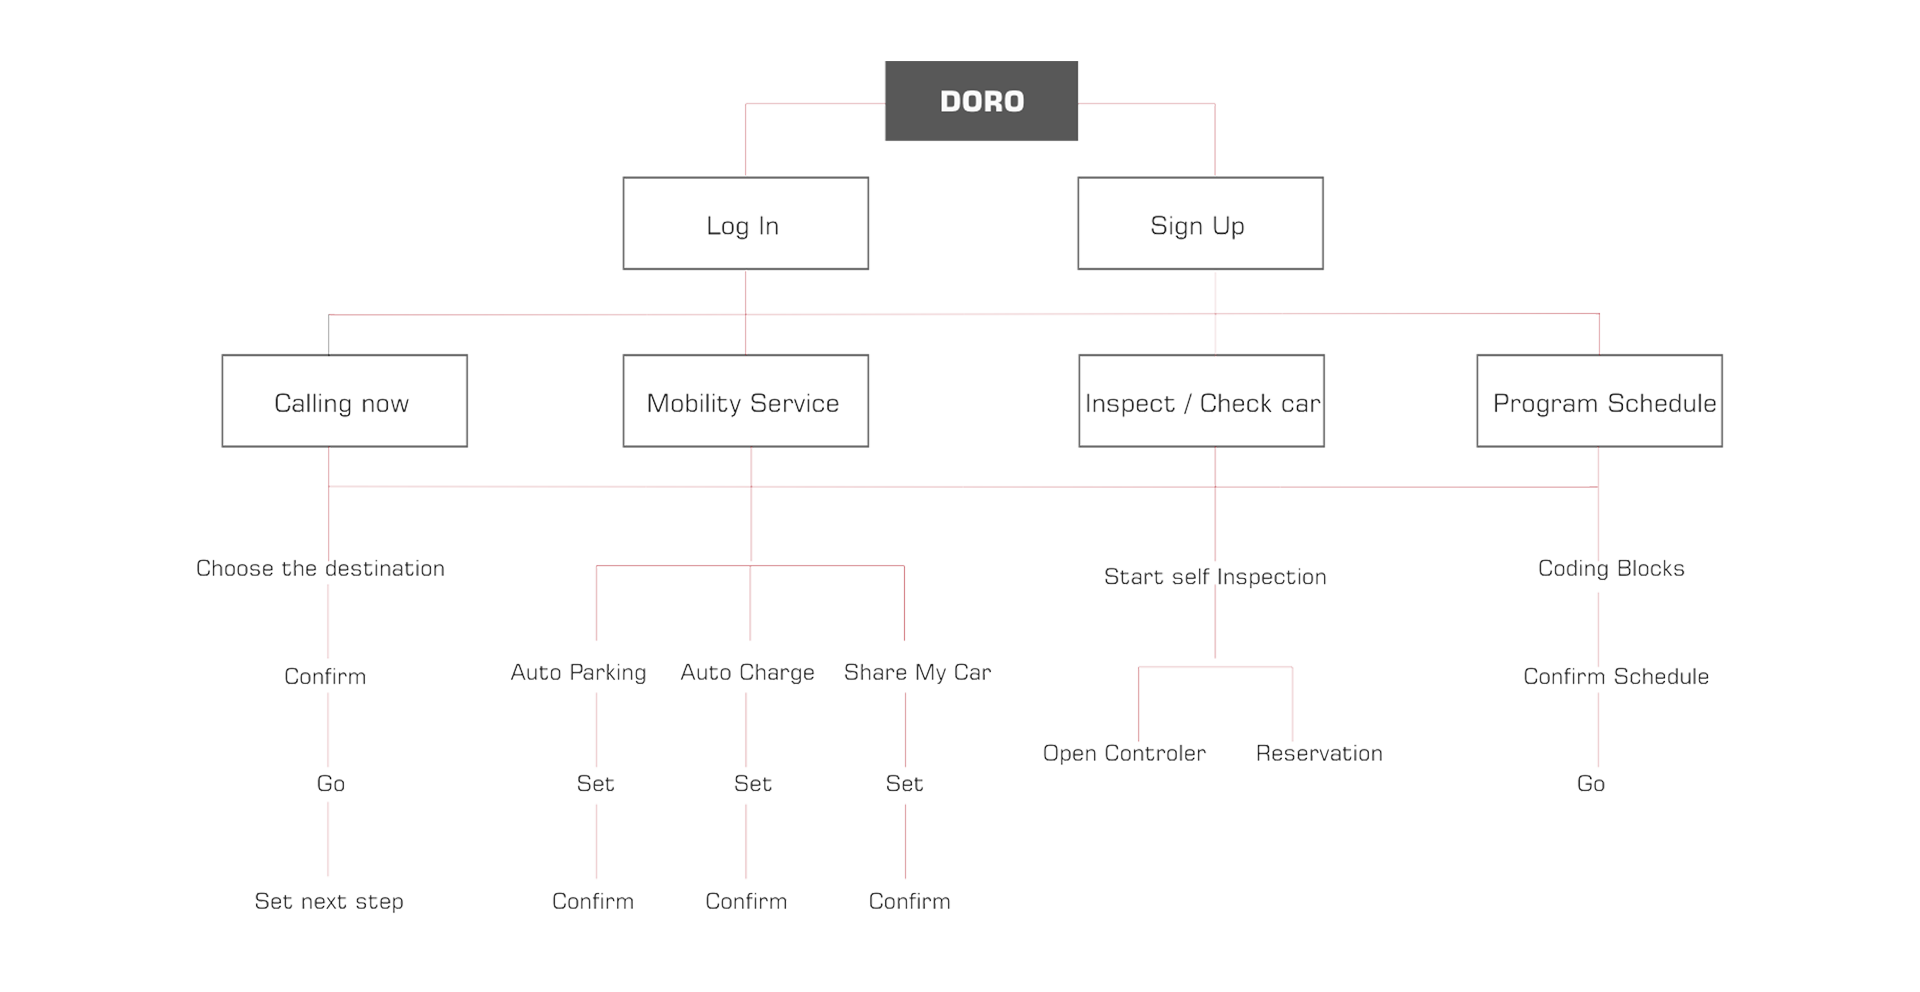 DORO
Log In
Sign Up
Calling now
Mobility Service
Inspect / Check car
Program Schedule
Choose the destination
Start self Inspection
Coding Blocks
Confirm
Auto Parking
Auto Charge
Share My Car
Confirm Schedule
Open Controler
Reservation
Go
Set
Set
Set
Go
Set next step
Confirm
Confirm
Confirm